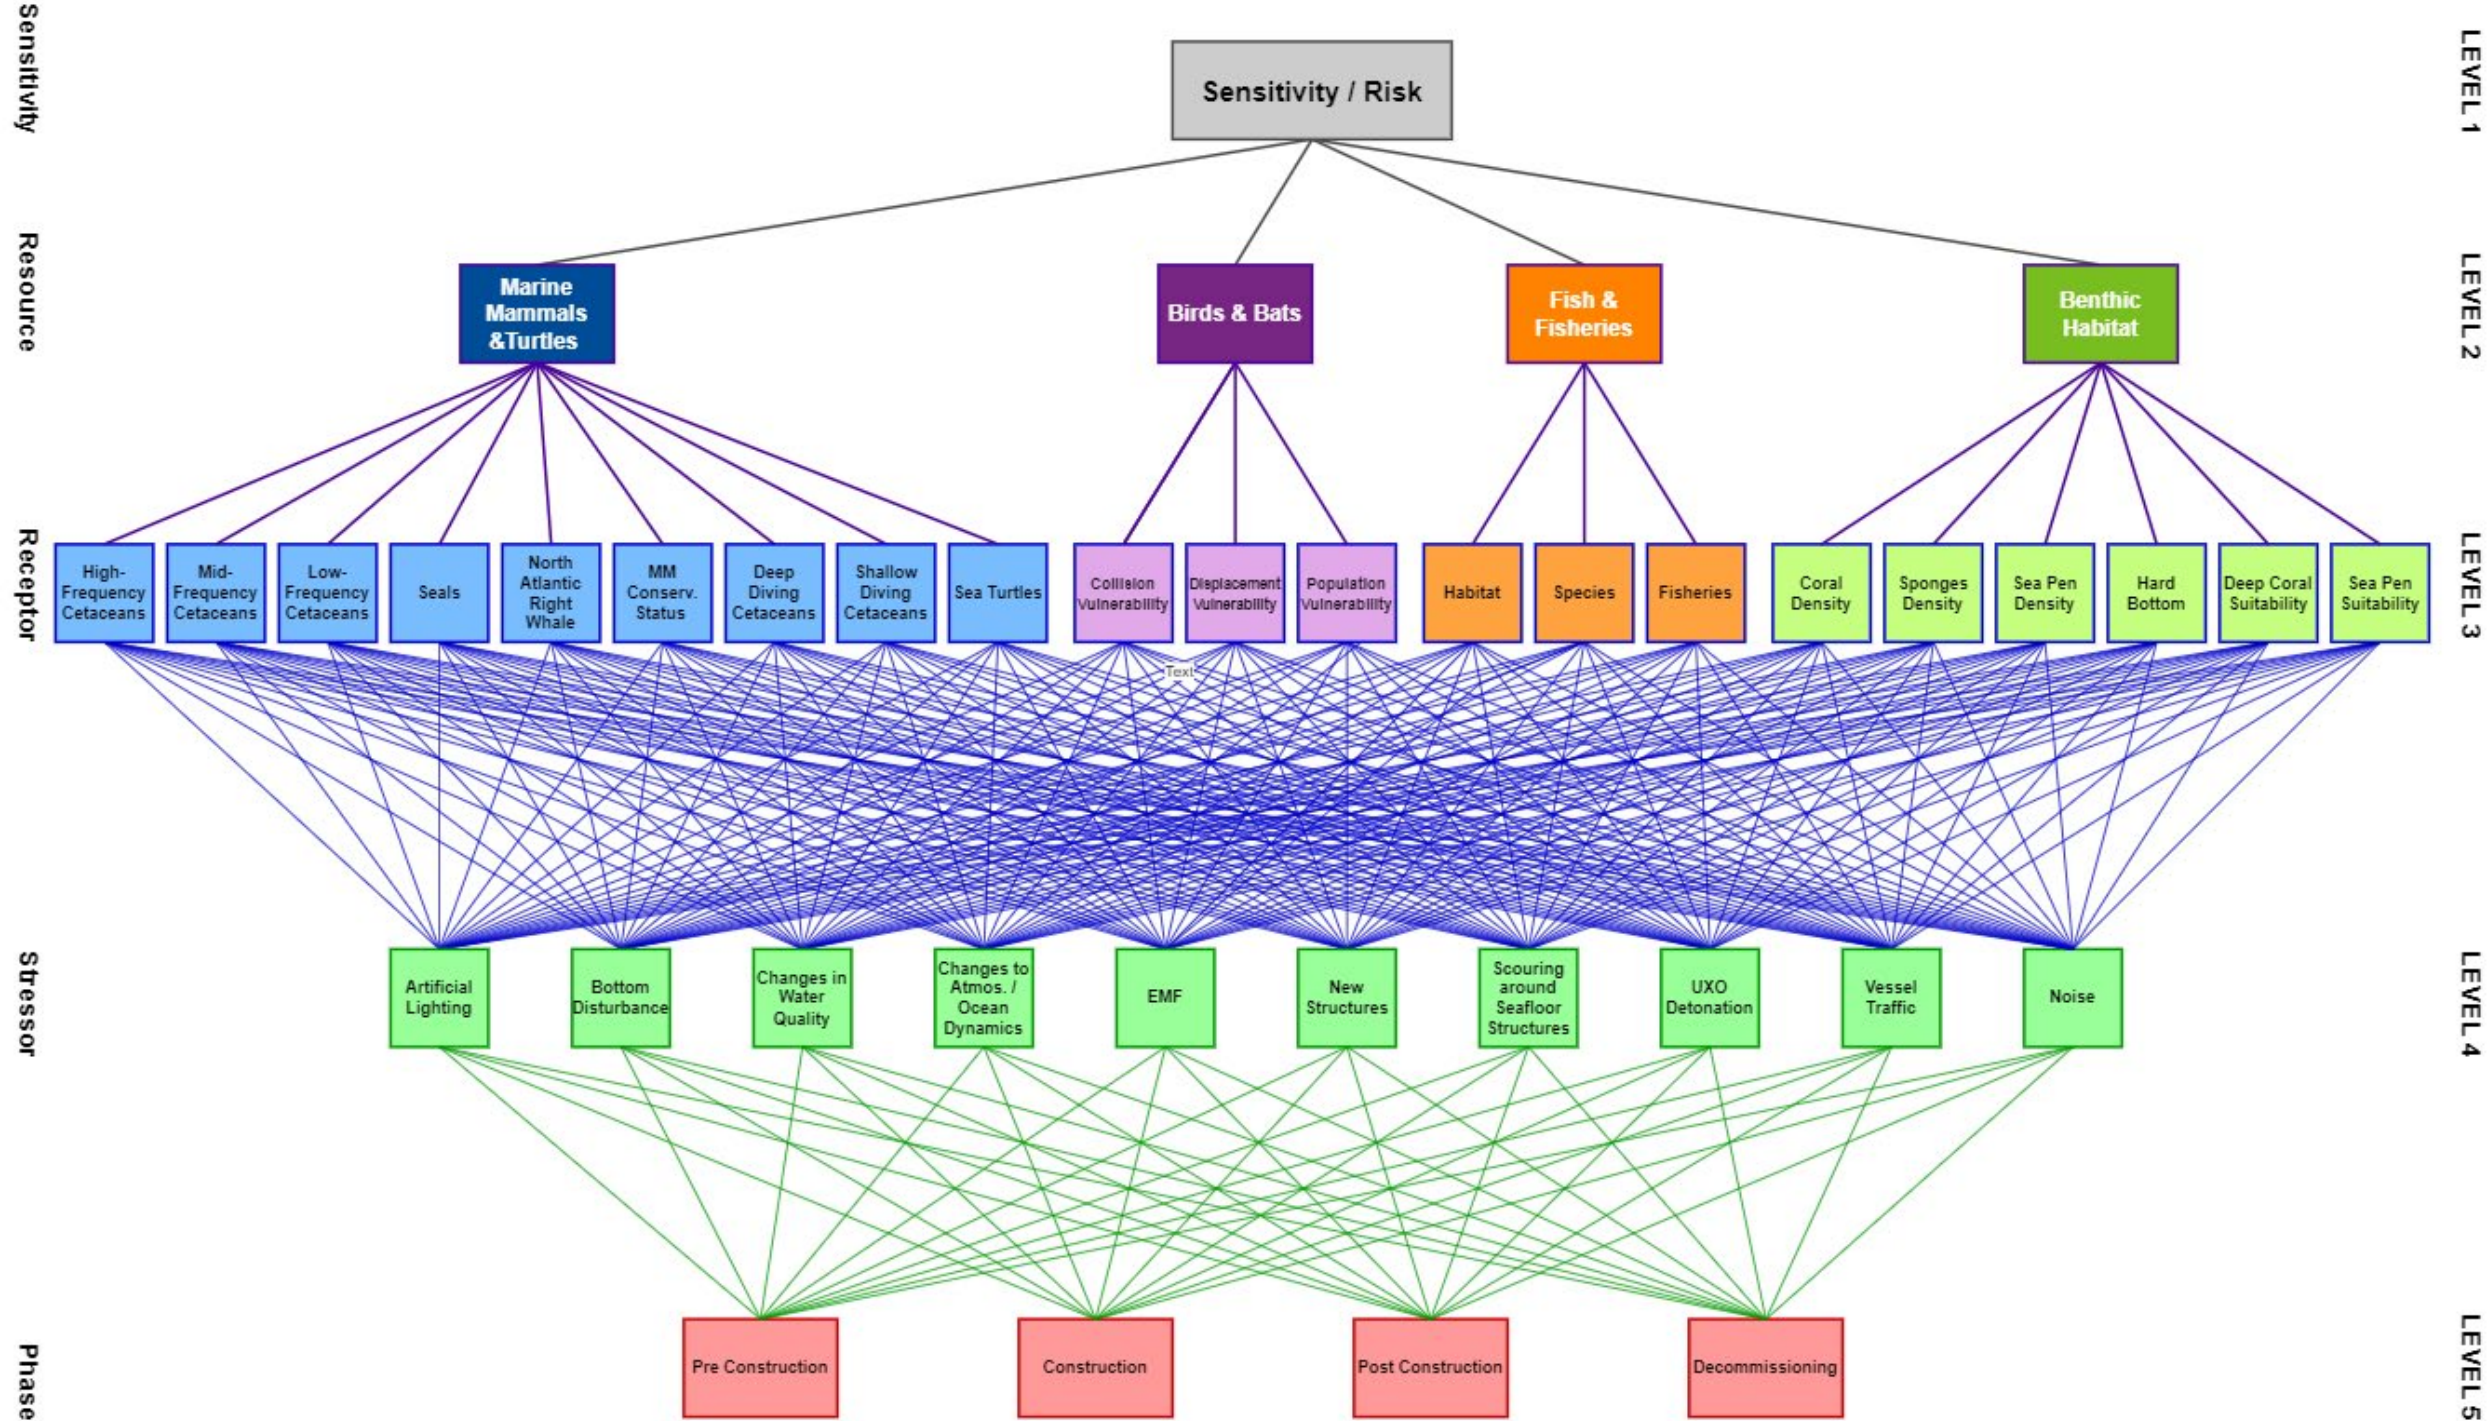 Sensitivity
LEVEL 1
Sensitivity / Risk
Resource
LEVEL 2
Marine
Mammals
&Turtles
Birds & Bats
Fish &
Fisheries
Benthic
Habitat
Receptor
LEVEL 3
High-
Frequency
Cetaceans
Mid-
Frequency
Cetaceans
Low-
Frequency
Cetaceans
Seals
North
Atlantic
Right
Whale
MM
Conserv.
Status
Deep
Diving
Cetaceans
Shallow
Diving
Cetaceans
Sea Turtles
Collision
Vulnerability
Displacement
Vulnerability
Population
Vulnerability
Habitat
Species
Fisheries
Coral
Density
Sponges
Density
Sea Pen
Density
Hard
Bottom
Deep Coral
Suitability
Sea Pen
Suitability
Text
Stressor
LEVEL 4
Artificial
Lighting
Bottom
Disturbance
Changes in
Water
Quality
Changes to
Atmos. /
Ocean
Dynamics
EMF
New
Structures
Scouring
around
Seafloor
Structures
UXO
Detonation
Vessel
Traffic
Noise
Phase
LEVEL 5
Pre Construction
Construction
Post Construction
Decommissioning